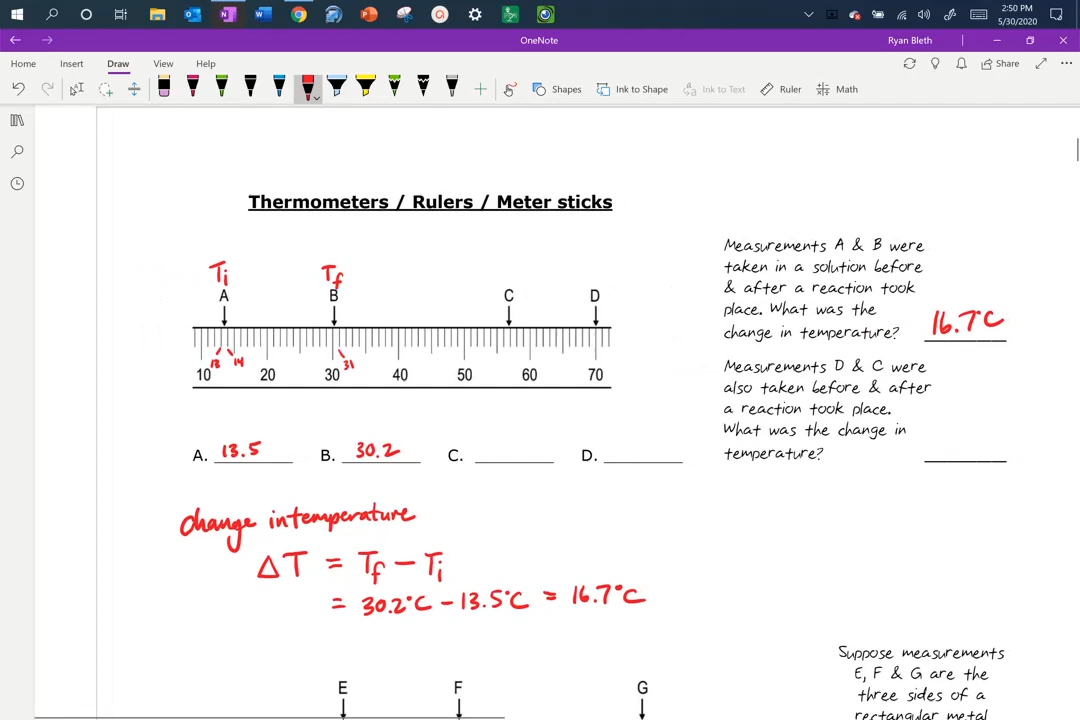 2:50 PM
5/30/2020
OneNote
Ryan Bleth
Home Insert Draw View Help
Share
Shapes Ink to Shape Ink to Text Ruler Math
Thermometers / Rulers / Meter sticks
Ti Tf
A B C D
13 14 31
10 20 30 40 50 60 70
A. 13.5 B. 30.2 C. ________ D. ________
Measurements A & B were
taken in a solution before
& after a reaction took
place. What was the
change in temperature? 16.7°C
Measurements D & C were
also taken before & after
a reaction took place.
What was the change in
temperature? ________
change in temperature
ΔT = Tf - Ti
= 30.2°C - 13.5°C = 16.7°C
E F G
Suppose measurements
E, F & G are the
three sides of a
rectangular metal